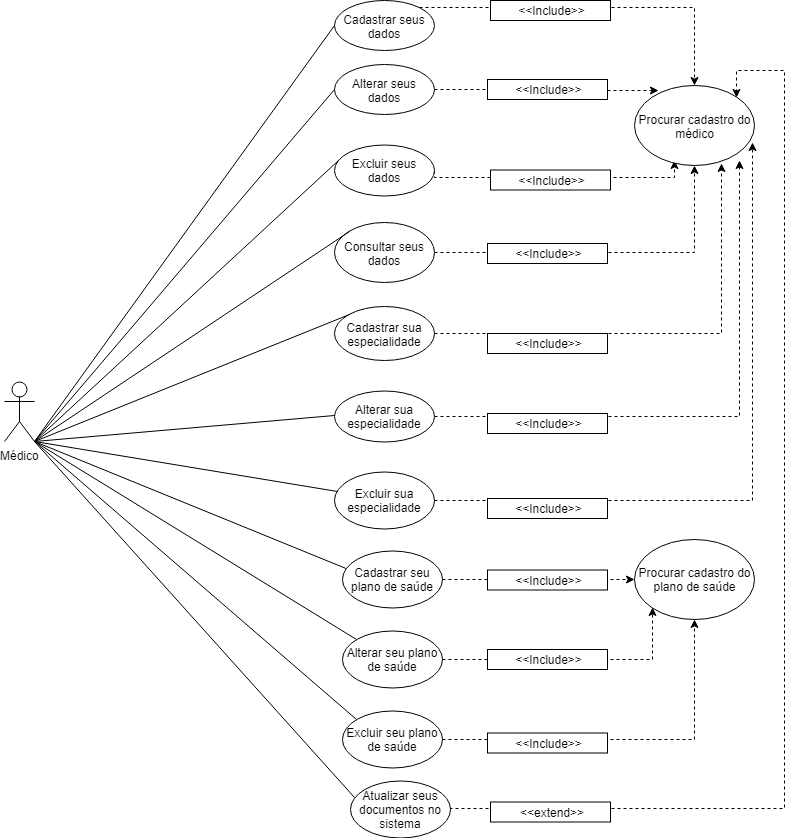 Cadastrar seus
dados
<<Include>>
Alterar seus
dados
<<Include>>
Procurar cadastro do
médico
Excluir seus
dados
<<Include>>
Consultar seus
dados
<<Include>>
Cadastrar sua
especialidade
<<Include>>
Médico
Alterar sua
especialidade
<<Include>>
Excluir sua
especialidade
<<Include>>
Cadastrar seu
plano de saúde
<<Include>>
Procurar cadastro do
plano de saúde
Alterar seu plano
de saúde
<<Include>>
Excluir seu plano
de saúde
<<Include>>
Atualizar seus
documentos no
sistema
<<extend>>